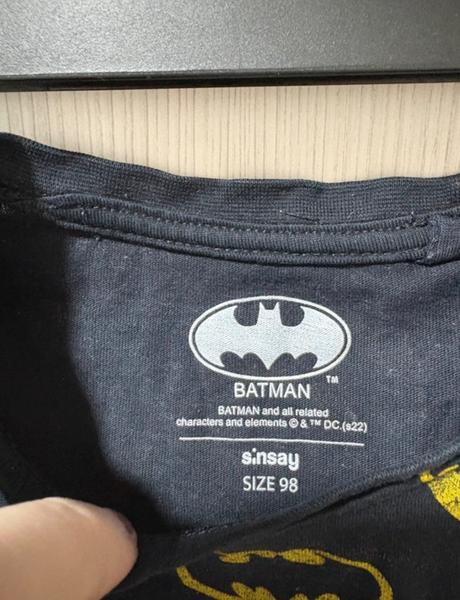 TM
BATMAN
BATMAN and all related
characters and elements © & ™ DC.(s22)
sinsay
SIZE 98